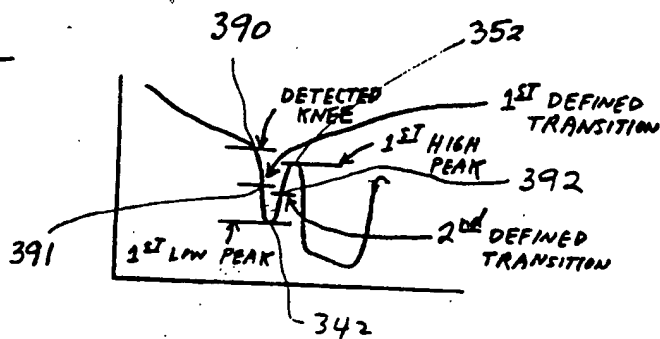 390
352
DETECTED
KNEE
1ST DEFINED
TRANSITION
1ST HIGH
PEAK
392
391
1ST LOW PEAK
2nd DEFINED
TRANSITION
342